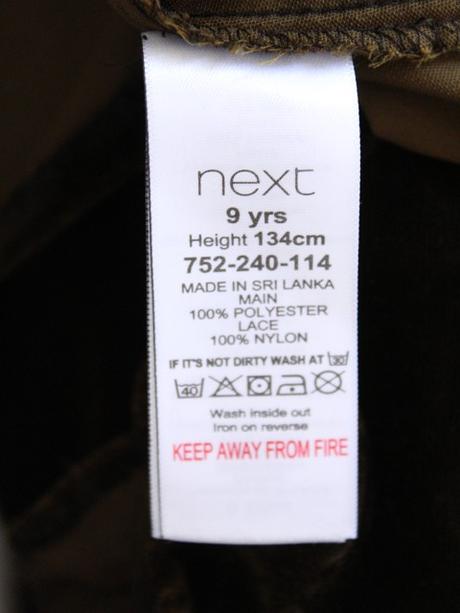 next
9 yrs
Height 134cm
752-240-114
MADE IN SRI LANKA
MAIN
100% POLYESTER
LACE
100% NYLON
IF IT'S NOT DIRTY WASH AT 30
40
Wash inside out
Iron on reverse
KEEP AWAY FROM FIRE